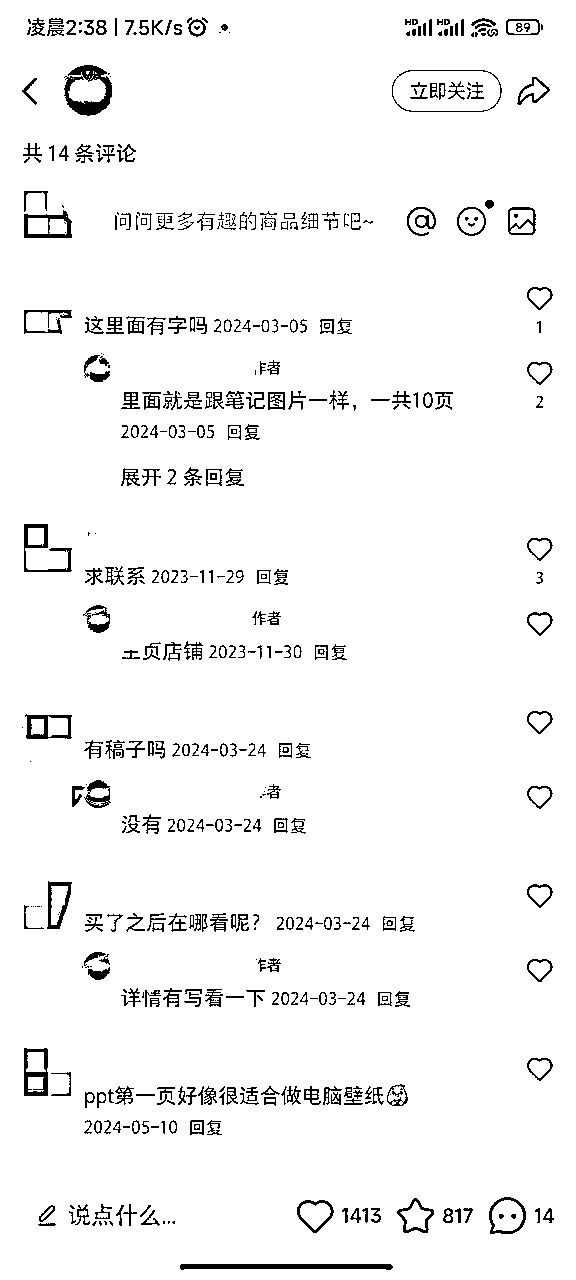 凌晨2:38 | 7.5K/s
HD HD 89
立即关注
共 14 条评论
问问更多有趣的商品细节吧~
这里面有字吗 2024-03-05 回复
1
作者
里面就是跟笔记图片一样，一共10页
2
2024-03-05 回复
展开 2 条回复
求联系 2023-11-29 回复
3
作者
主页店铺 2023-11-30 回复
有稿子吗 2024-03-24 回复
者
没有 2024-03-24 回复
买了之后在哪看呢？ 2024-03-24 回复
作者
详情有写看一下 2024-03-24 回复
ppt第一页好像很适合做电脑壁纸
2024-05-10 回复
说点什么... 1413 817 14